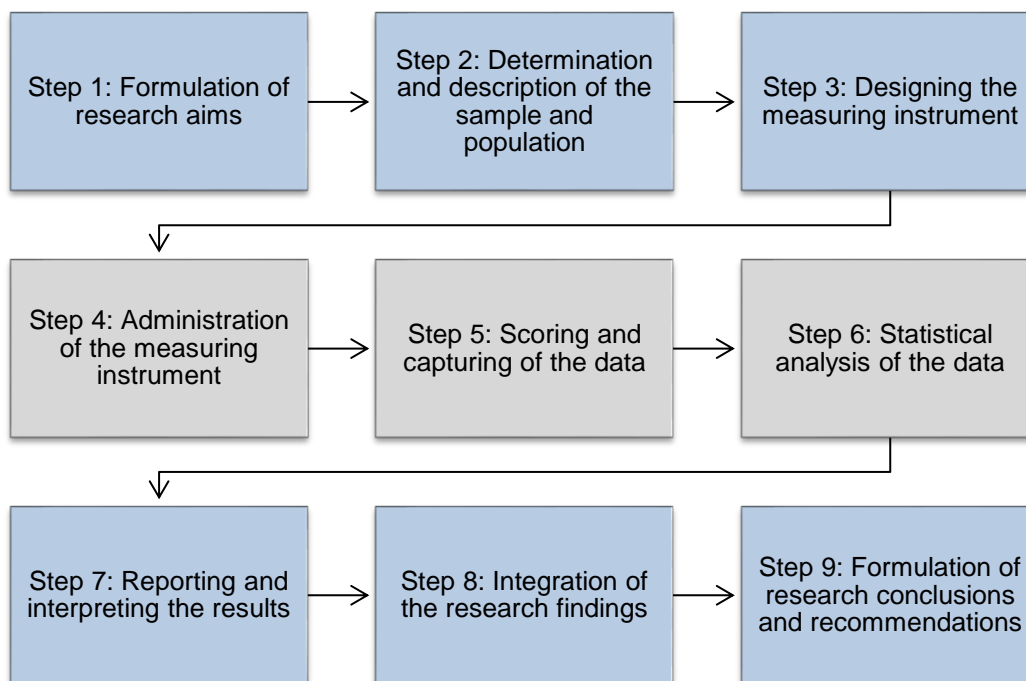 Step 1: Formulation of
research aims
Step 2: Determination
and description of the
sample and
population
Step 3: Designing the
measuring instrument
Step 4: Administration
of the measuring
instrument
Step 5: Scoring and
capturing of the data
Step 6: Statistical
analysis of the data
Step 7: Reporting and
interpreting the results
Step 8: Integration of
the research findings
Step 9: Formulation of
research conclusions
and recommendations